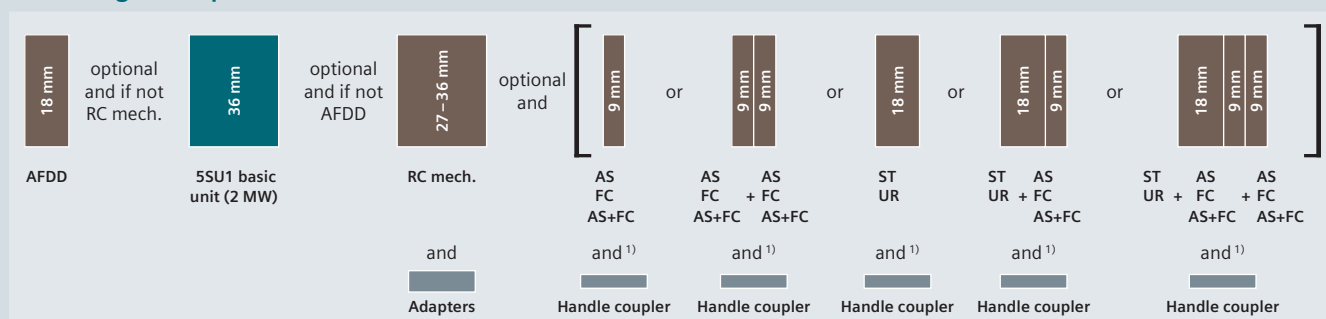 18 mm
optional
and if not
RC mech.
36 mm
optional
and if not
AFDD
27–36 mm
optional
and
9 mm
or
9 mm
9 mm
or
18 mm
or
18 mm
9 mm
or
18 mm
9 mm
9 mm
AFDD
5SU1 basic
unit (2 MW)
RC mech.
AS
FC
AS+FC
AS AS
FC + FC
AS+FC AS+FC
ST
UR
ST AS
UR + FC
AS+FC
ST AS AS
UR + FC + FC
AS+FC AS+FC
and
and 1)
and 1)
and 1)
and 1)
and 1)
Adapters
Handle coupler
Handle coupler
Handle coupler
Handle coupler
Handle coupler